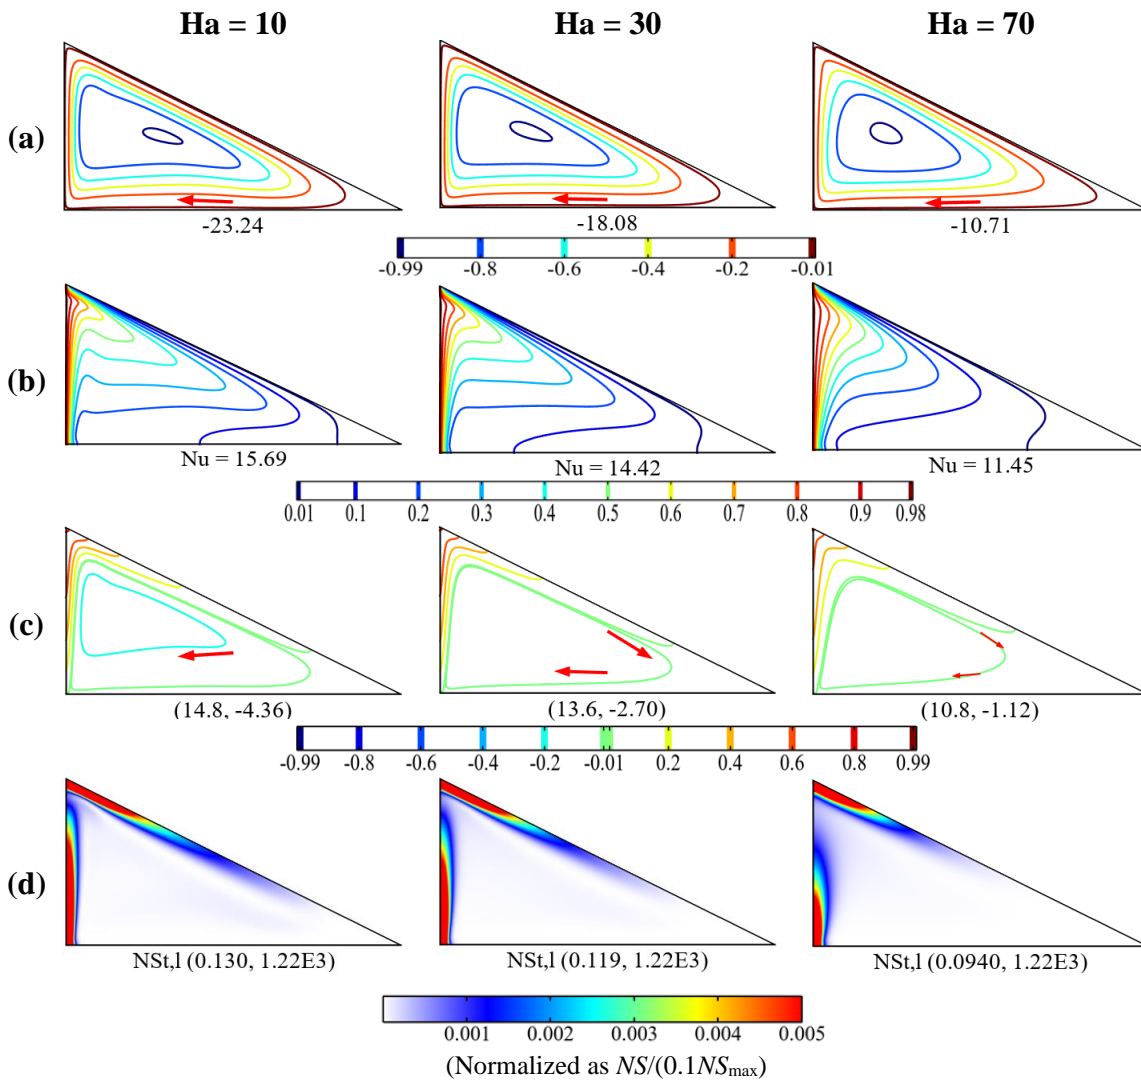 Ha = 10 Ha = 30 Ha = 70
(a)
-23.24 -18.08 -10.71
-0.99 -0.8 -0.6 -0.4 -0.2 -0.01
(b)
Nu = 15.69 Nu = 14.42 Nu = 11.45
0.01 0.1 0.2 0.3 0.4 0.5 0.6 0.7 0.8 0.9 0.98
(c)
(14.8, -4.36) (13.6, -2.70) (10.8, -1.12)
-0.99 -0.8 -0.6 -0.4 -0.2 -0.01 0.2 0.4 0.6 0.8 0.99
(d)
NSt,l (0.130, 1.22E3) NSt,l (0.119, 1.22E3) NSt,l (0.0940, 1.22E3)
0.001 0.002 0.003 0.004 0.005
(Normalized as NS/(0.1NSmax)